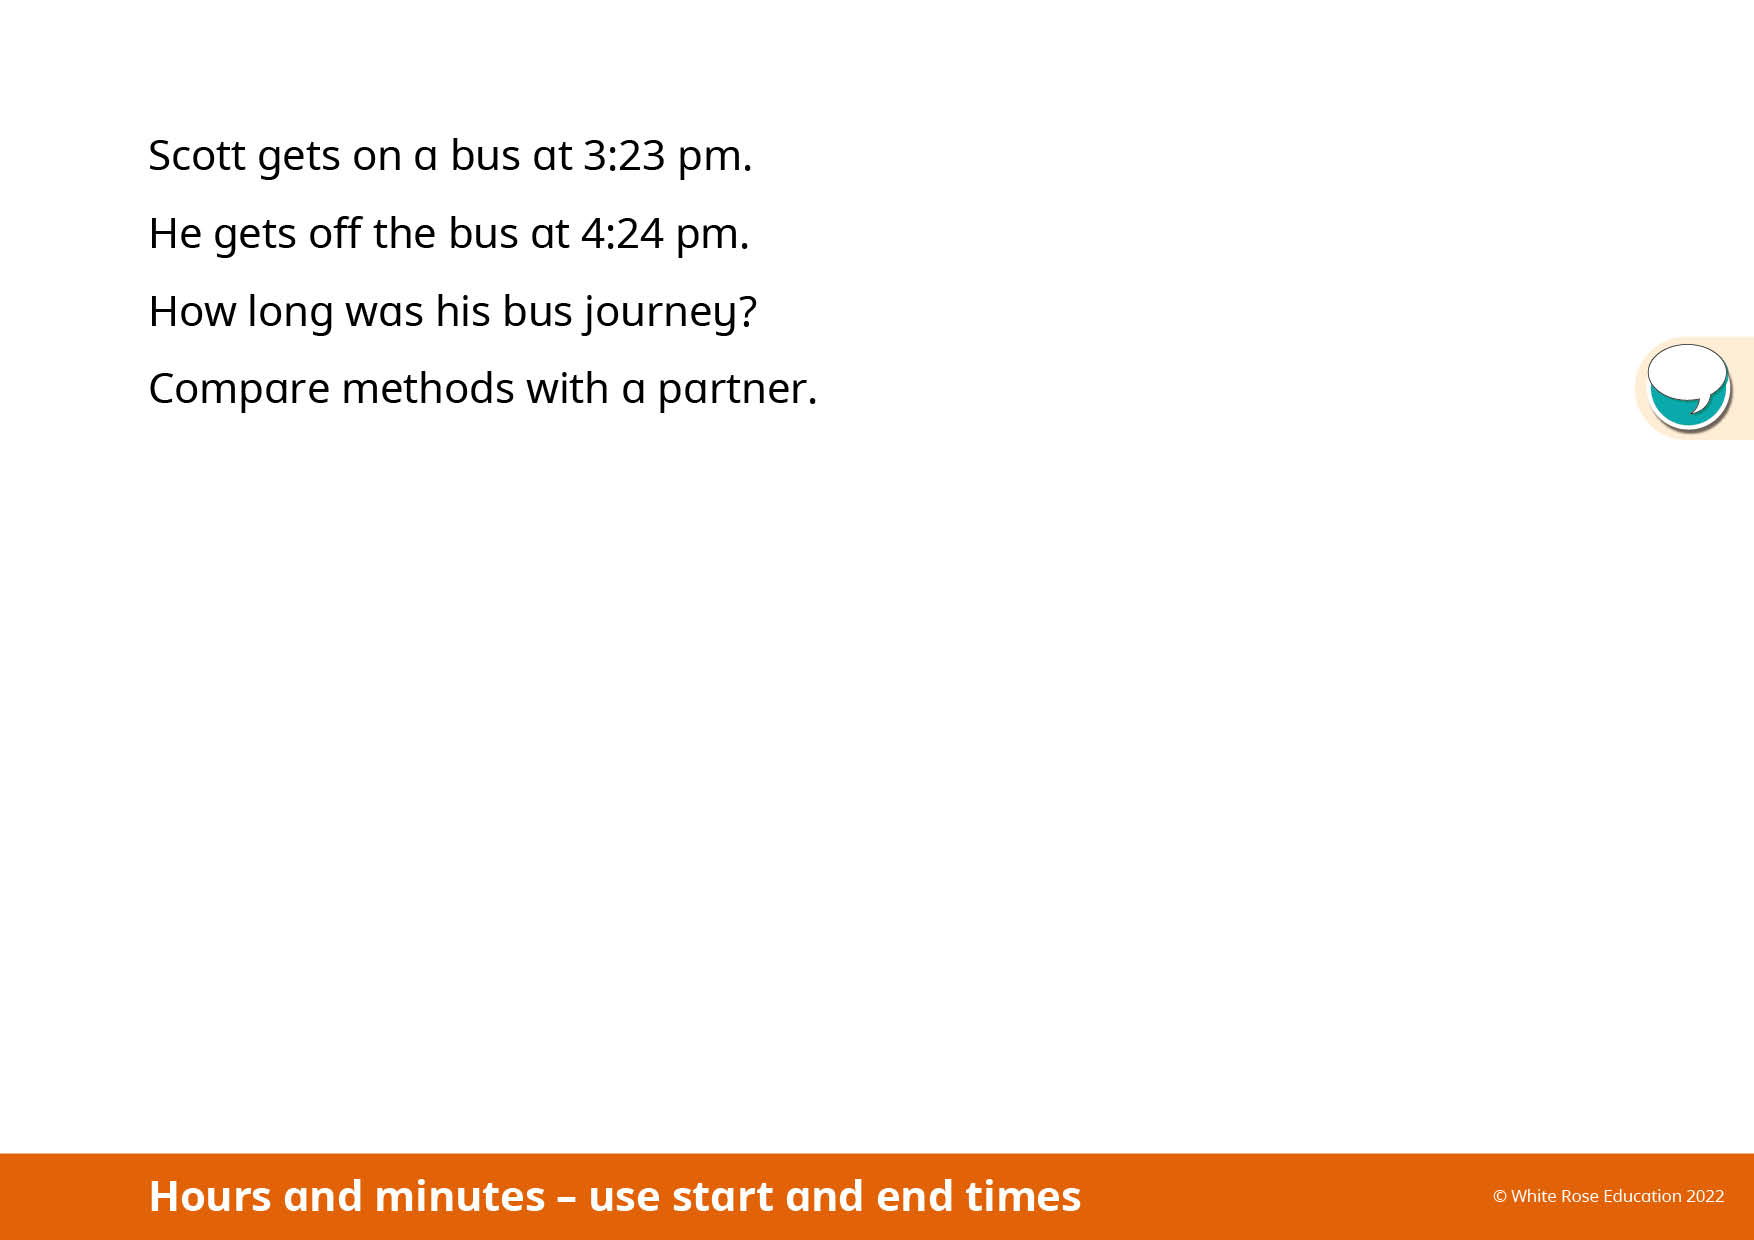 Scott gets on a bus at 3:23 pm.
He gets off the bus at 4:24 pm.
How long was his bus journey?
Compare methods with a partner.
Hours and minutes – use start and end times
© White Rose Education 2022